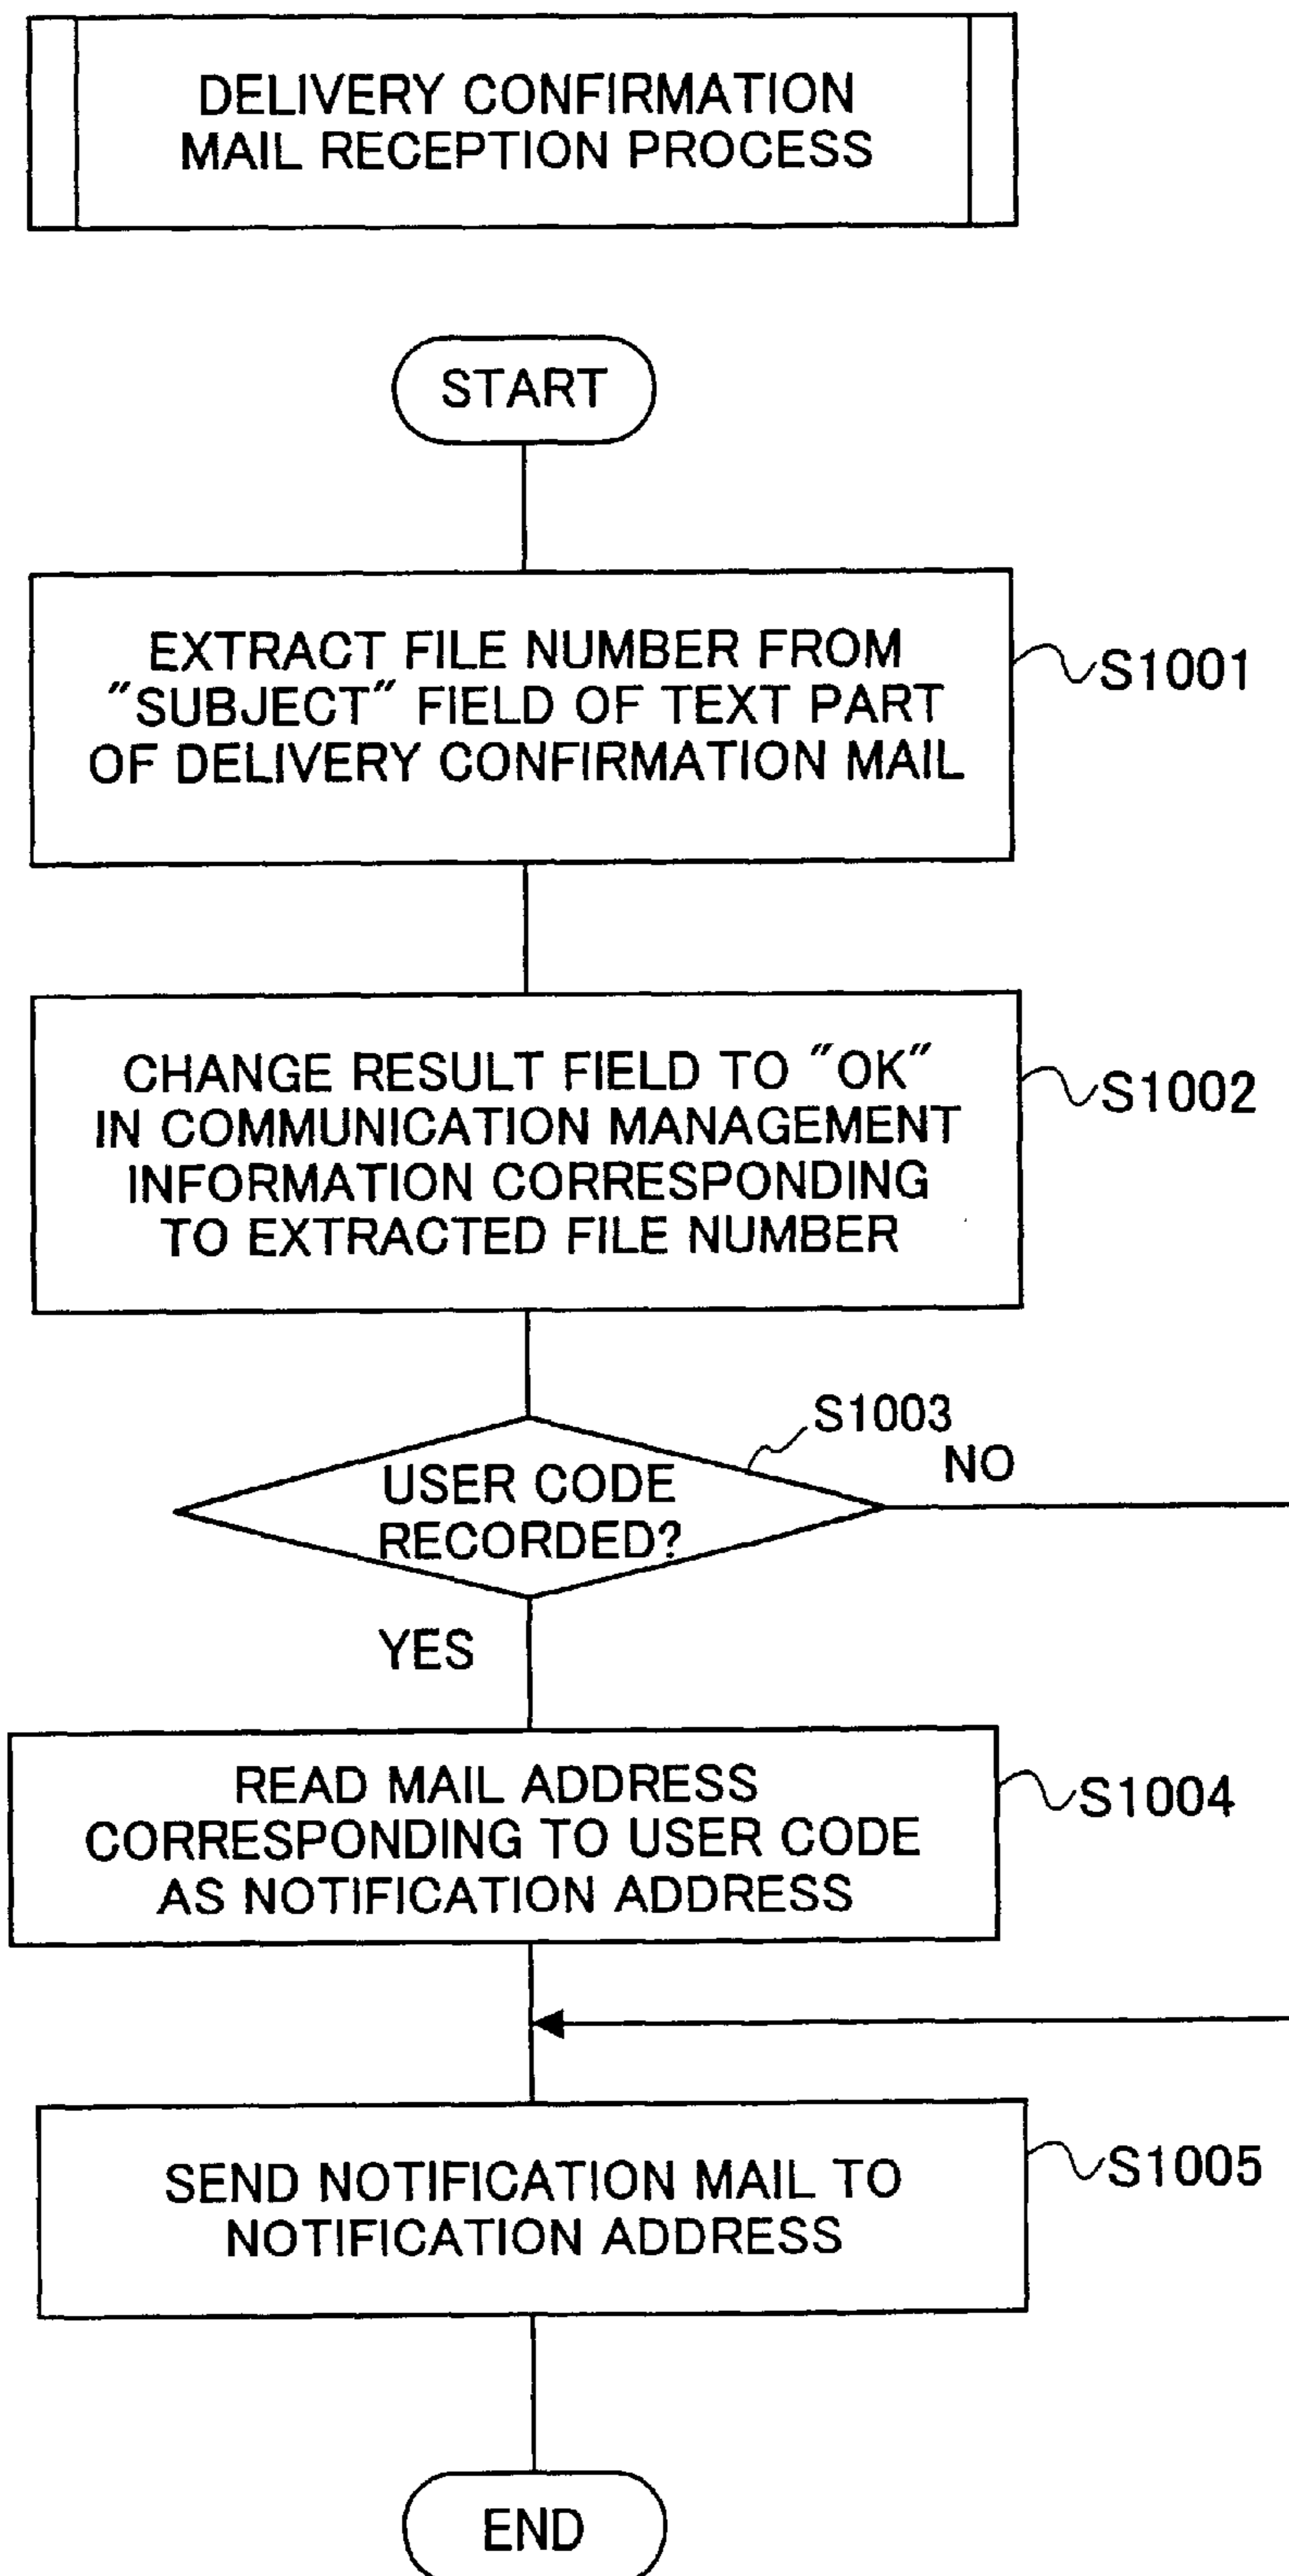 DELIVERY CONFIRMATION
MAIL RECEPTION PROCESS
START
EXTRACT FILE NUMBER FROM
"SUBJECT" FIELD OF TEXT PART
OF DELIVERY CONFIRMATION MAIL
S1001
CHANGE RESULT FIELD TO "OK"
IN COMMUNICATION MANAGEMENT
INFORMATION CORRESPONDING
TO EXTRACTED FILE NUMBER
S1002
S1003
USER CODE
RECORDED?
NO
YES
READ MAIL ADDRESS
CORRESPONDING TO USER CODE
AS NOTIFICATION ADDRESS
S1004
SEND NOTIFICATION MAIL TO
NOTIFICATION ADDRESS
S1005
END